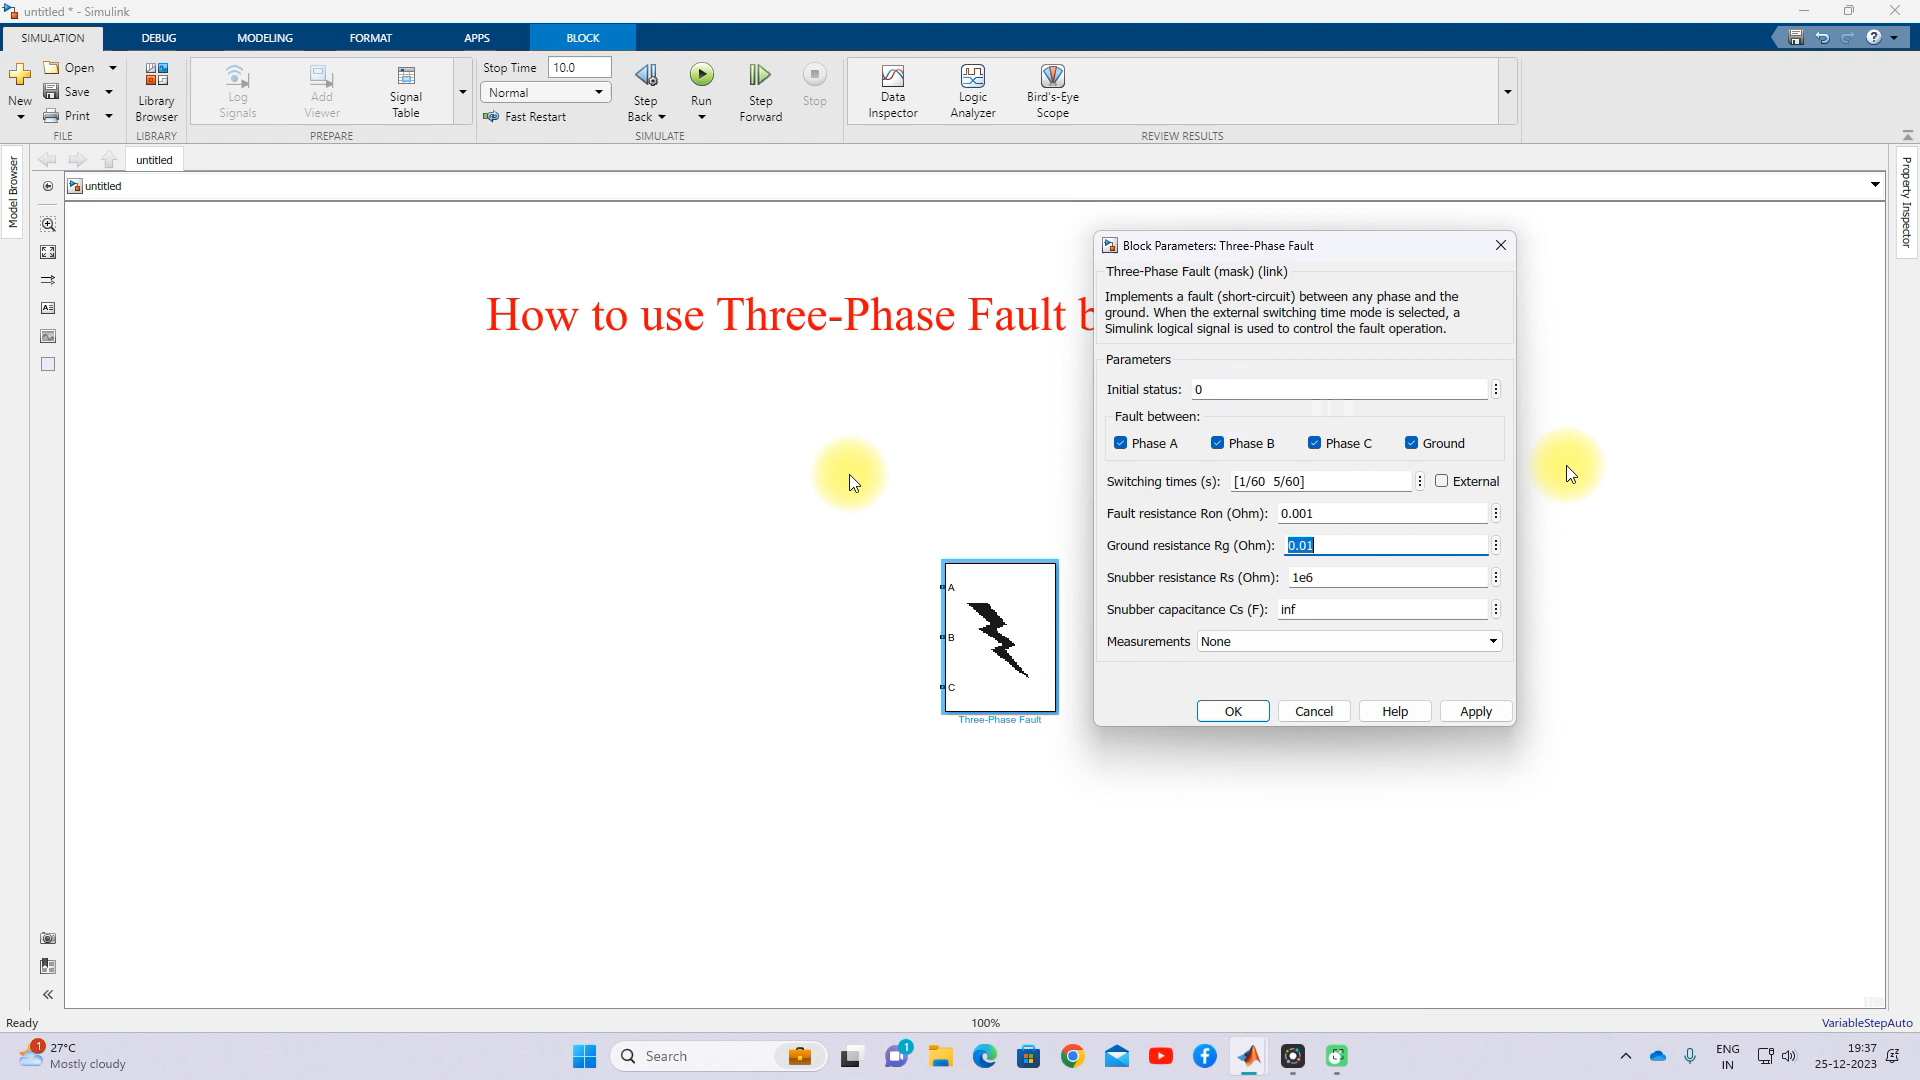 untitled * - Simulink
SIMULATION DEBUG MODELING FORMAT APPS BLOCK
New
Open
Save
Print
FILE
Library Browser
LIBRARY
Log Signals
Add Viewer
Signal Table
PREPARE
Stop Time 10.0
Normal
Fast Restart
Step Back
Run
Step Forward
Stop
SIMULATE
Data Inspector
Logic Analyzer
Bird's-Eye Scope
REVIEW RESULTS
Model Browser
untitled
untitled
Property Inspector
How to use Three-Phase Fault b
A
B
C
Three-Phase Fault
Block Parameters: Three-Phase Fault
Three-Phase Fault (mask) (link)
Implements a fault (short-circuit) between any phase and the
ground. When the external switching time mode is selected, a
Simulink logical signal is used to control the fault operation.
Parameters
Initial status: 0
Fault between:
Phase A Phase B Phase C Ground
Switching times (s): [1/60 5/60] External
Fault resistance Ron (Ohm): 0.001
Ground resistance Rg (Ohm): 0.01
Snubber resistance Rs (Ohm): 1e6
Snubber capacitance Cs (F): inf
Measurements None
OK Cancel Help Apply
Ready 100% VariableStepAuto
1
27°C
Mostly cloudy
Search
1
ENG
IN
19:37
25-12-2023